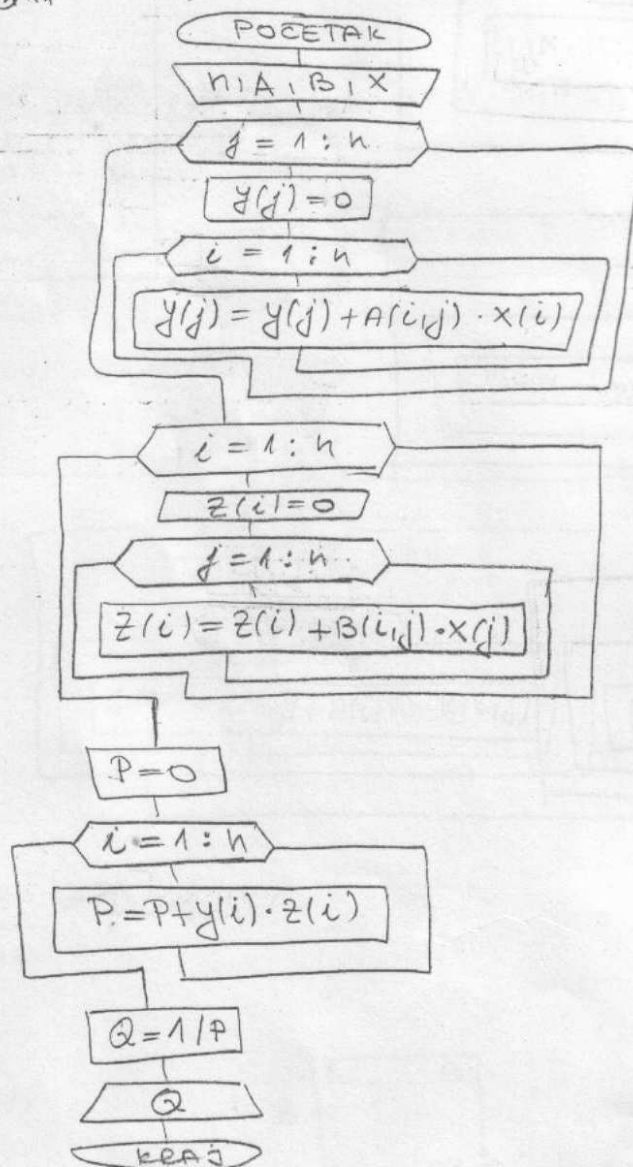 POCETAK
n, A, B, X
j = 1 : n
y(j) = 0
i = 1 : n
y(j) = y(j) + A(i,j) · X(i)
i = 1 : n
Z(i) = 0
j = 1 : n
Z(i) = Z(i) + B(i,j) · X(j)
P = 0
i = 1 : n
P = P + y(i) · Z(i)
Q = 1/P
Q
KRAJ